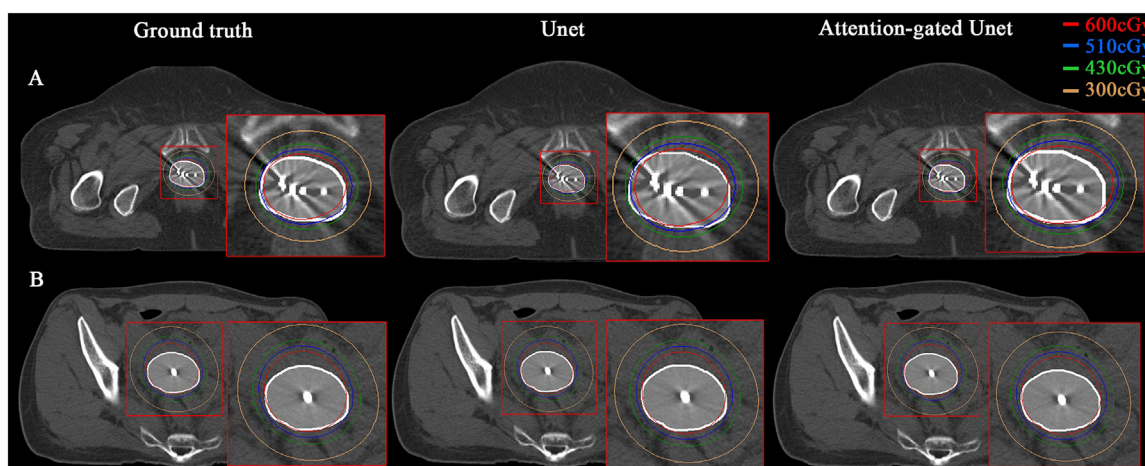 Ground truth
Unet
Attention-gated Unet
600cGy
510cGy
430cGy
300cGy
A
B